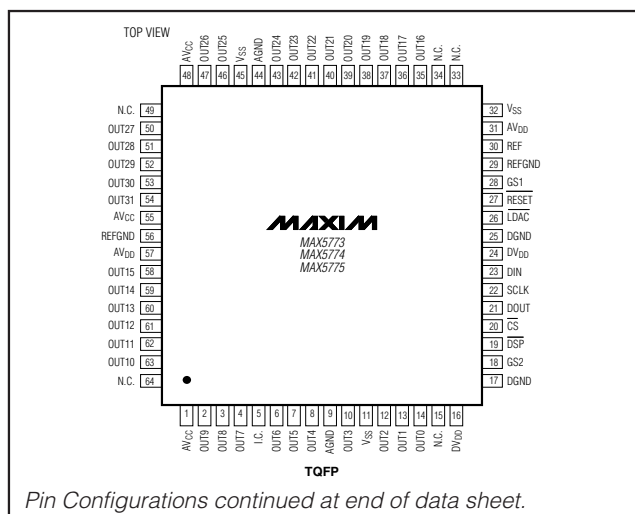 TOP VIEW
AVCC
OUT26
OUT25
VSS
AGND
OUT24
OUT23
OUT22
OUT21
OUT20
OUT19
OUT18
OUT17
OUT16
N.C.
N.C.
48 47 46 45 44 43 42 41 40 39 38 37 36 35 34 33
N.C. 49
OUT27 50
OUT28 51
OUT29 52
OUT30 53
OUT31 54
AVCC 55
REFGND 56
AVDD 57
OUT15 58
OUT14 59
OUT13 60
OUT12 61
OUT11 62
OUT10 63
N.C. 64
MAXIM
MAX5773
MAX5774
MAX5775
32 VSS
31 AVDD
30 REF
29 REFGND
28 GS1
27 RESET
26 LDAC
25 DGND
24 DVDD
23 DIN
22 SCLK
21 DOUT
20 CS
19 DSP
18 GS2
17 DGND
1 2 3 4 5 6 7 8 9 10 11 12 13 14 15 16
AVCC
OUT9
OUT8
OUT7
I.C.
OUT6
OUT5
OUT4
AGND
OUT3
VSS
OUT2
OUT1
OUT0
N.C.
DVDD
TQFP
Pin Configurations continued at end of data sheet.